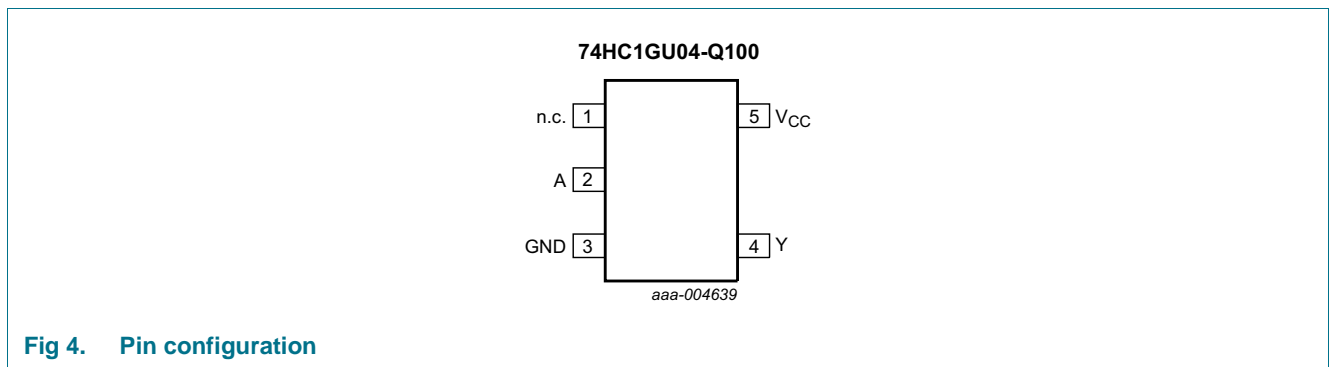 74HC1GU04-Q100
n.c. 1
5 VCC
A 2
GND 3
4 Y
aaa-004639
Fig 4. Pin configuration